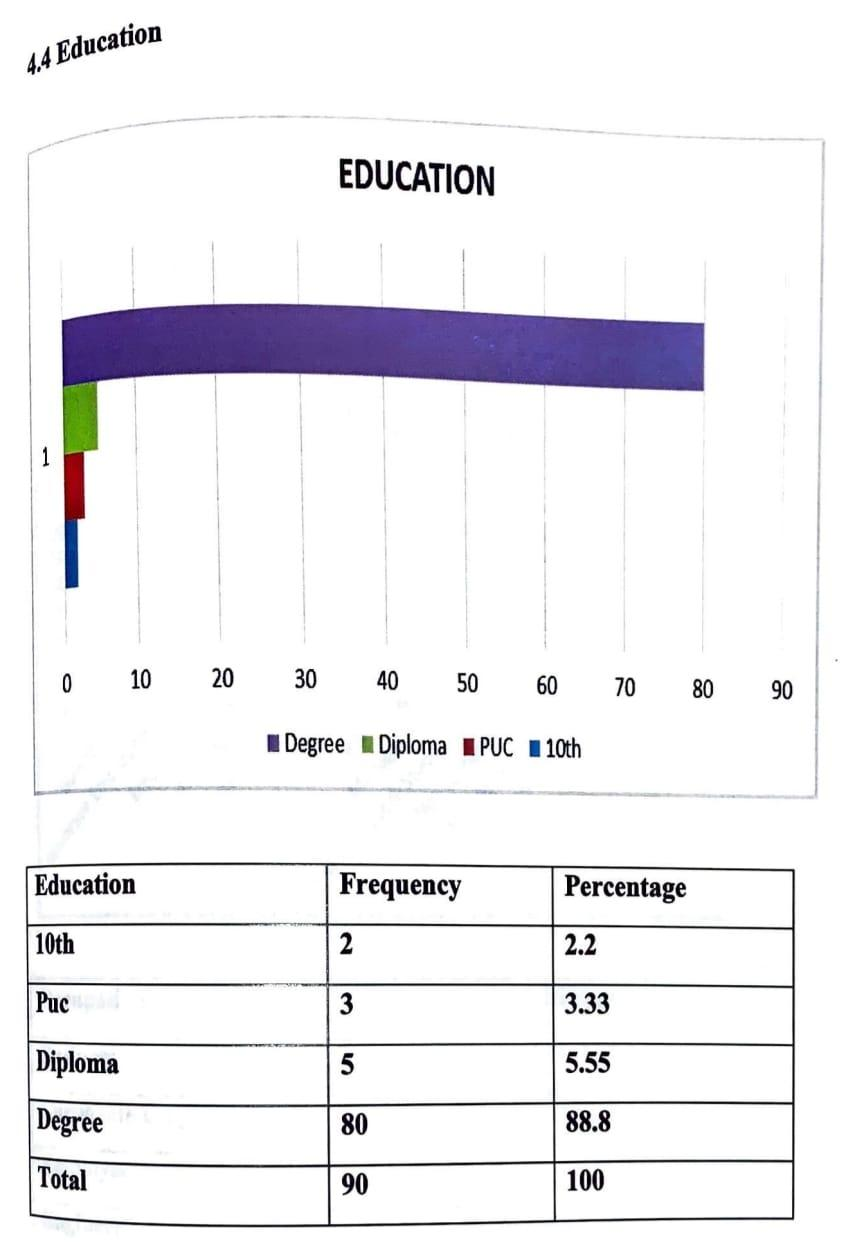 4.4 Education
EDUCATION
1
0 10 20 30 40 50 60 70 80 90
Degree Diploma PUC 10th
Education Frequency Percentage
10th 2 2.2
Puc 3 3.33
Diploma 5 5.55
Degree 80 88.8
Total 90 100